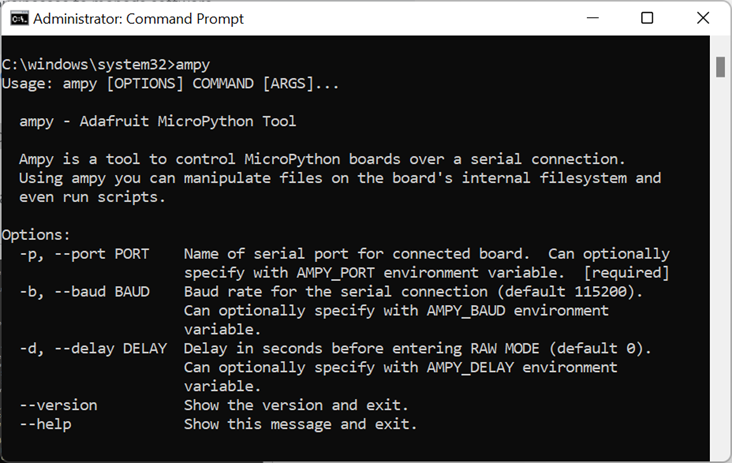 Administrator: Command Prompt
C:\windows\system32>ampy
Usage: ampy [OPTIONS] COMMAND [ARGS]...
ampy - Adafruit MicroPython Tool
Ampy is a tool to control MicroPython boards over a serial connection.
Using ampy you can manipulate files on the board's internal filesystem and
even run scripts.
Options:
-p, --port PORT    Name of serial port for connected board.  Can optionally
specify with AMPY_PORT environment variable.  [required]
-b, --baud BAUD    Baud rate for the serial connection (default 115200).
Can optionally specify with AMPY_BAUD environment
variable.
-d, --delay DELAY  Delay in seconds before entering RAW MODE (default 0).
Can optionally specify with AMPY_DELAY environment
variable.
--version          Show the version and exit.
--help             Show this message and exit.